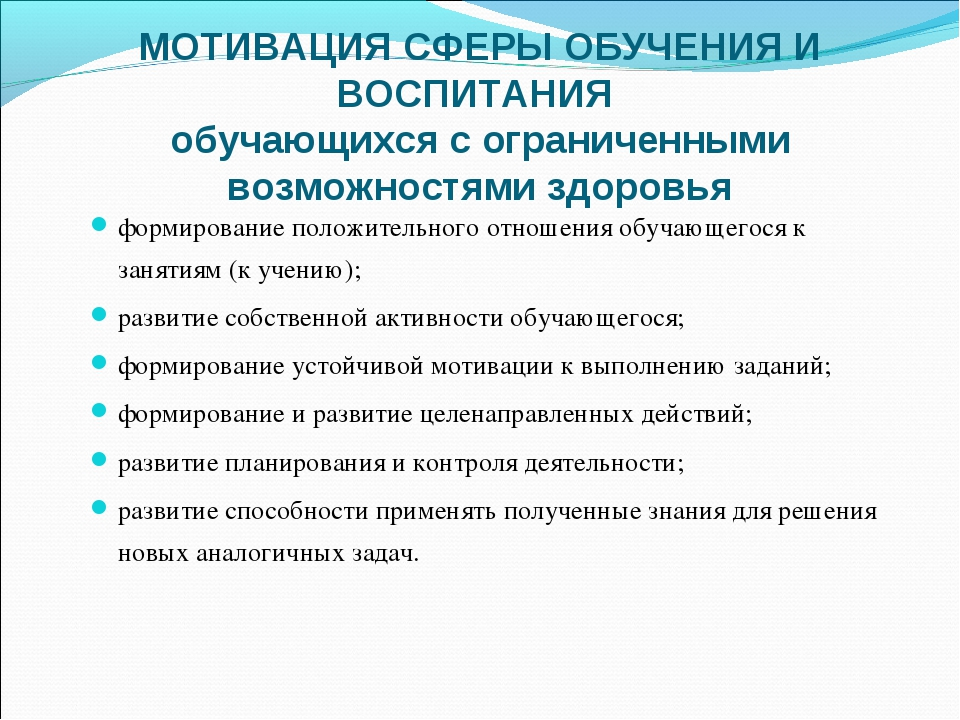 МОТИВАЦИЯ СФЕРЫ ОБУЧЕНИЯ И
ВОСПИТАНИЯ
обучающихся с ограниченными
возможностями здоровья
формирование положительного отношения обучающегося к
занятиям (к учению);
развитие собственной активности обучающегося;
формирование устойчивой мотивации к выполнению заданий;
формирование и развитие целенаправленных действий;
развитие планирования и контроля деятельности;
развитие способности применять полученные знания для решения
новых аналогичных задач.